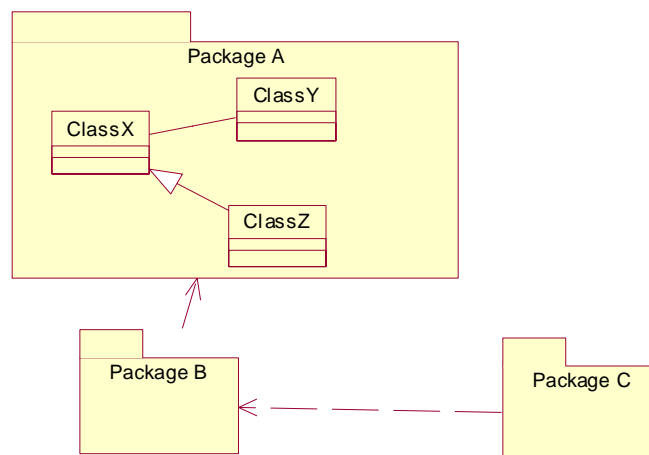 Package A
ClassY
ClassX
ClassZ
Package B
Package C